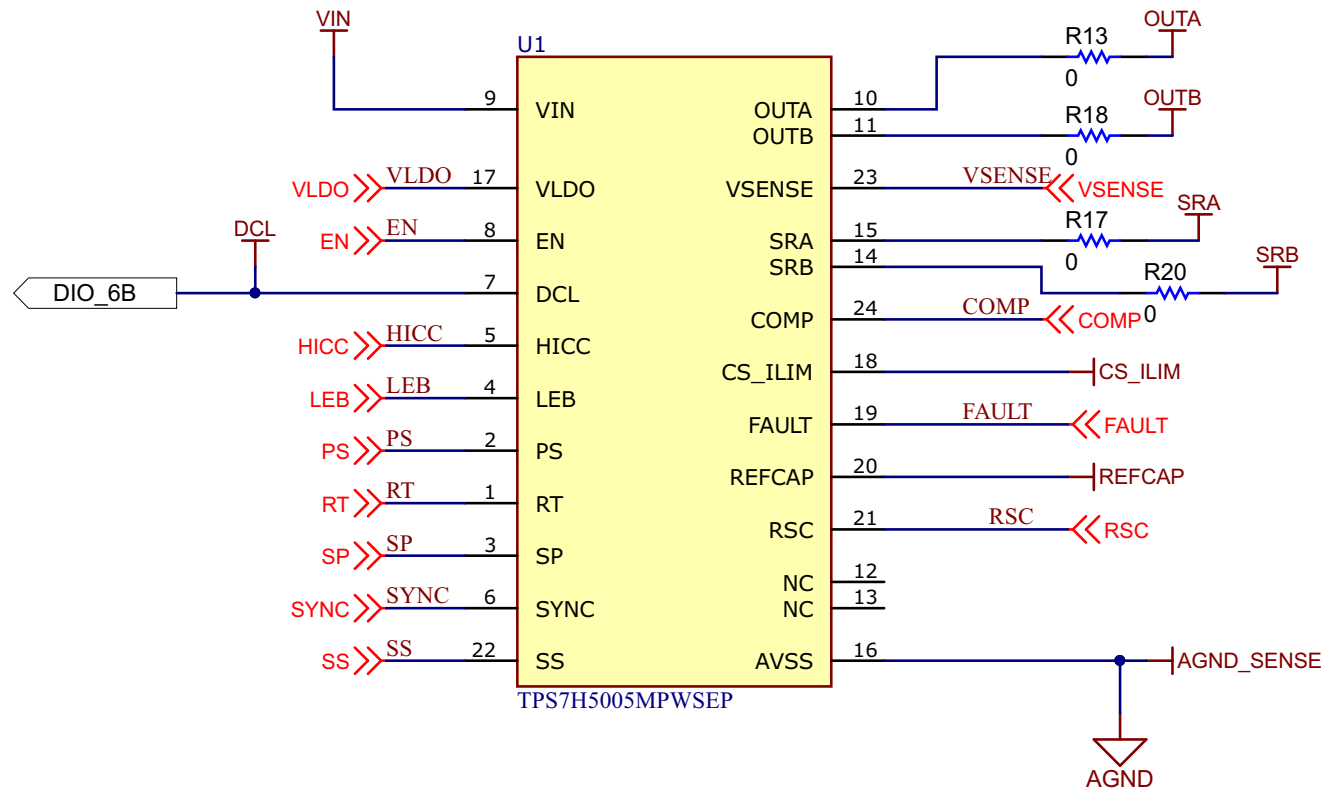 VIN
U1
R13
OUTA
0
9
VIN
OUTA
10
OUTB
R18
OUTB
11
0
VLDO
VLDO
17
VLDO
VSENSE
23
VSENSE
VSENSE
SRA
DCL
EN
EN
8
EN
SRA
15
R17
0
SRB
14
SRB
R20
0
DIO_6B
7
DCL
COMP
24
COMP
COMP
HICC
HICC
5
HICC
CS_ILIM
18
CS_ILIM
LEB
LEB
4
LEB
FAULT
19
FAULT
FAULT
PS
PS
2
PS
REFCAP
20
REFCAP
RT
RT
1
RT
RSC
21
RSC
RSC
SP
SP
3
SP
NC
12
SYNC
SYNC
6
SYNC
NC
13
SS
SS
22
SS
AVSS
16
AGND_SENSE
TPS7H5005MPWSEP
AGND